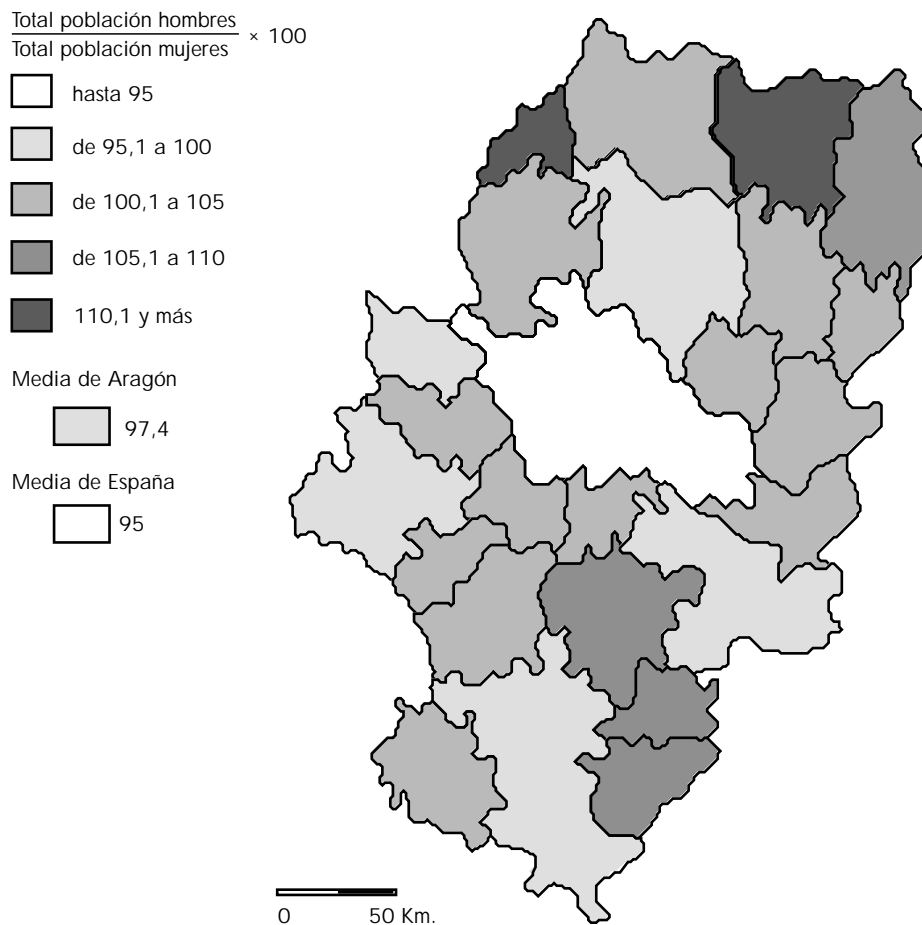 Total población hombres
Total población mujeres
× 100
hasta 95
de 95,1 a 100
de 100,1 a 105
de 105,1 a 110
110,1 y más
Media de Aragón
97,4
Media de España
95
0 50 Km.